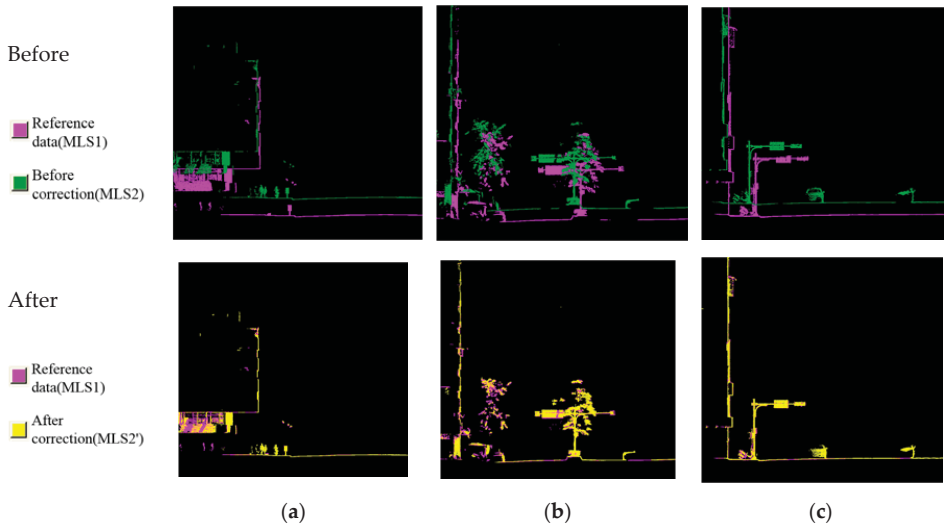 Before
Reference
data(MLS1)
Before
correction(MLS2)
After
Reference
data(MLS1)
After
correction(MLS2')
(a)
(b)
(c)